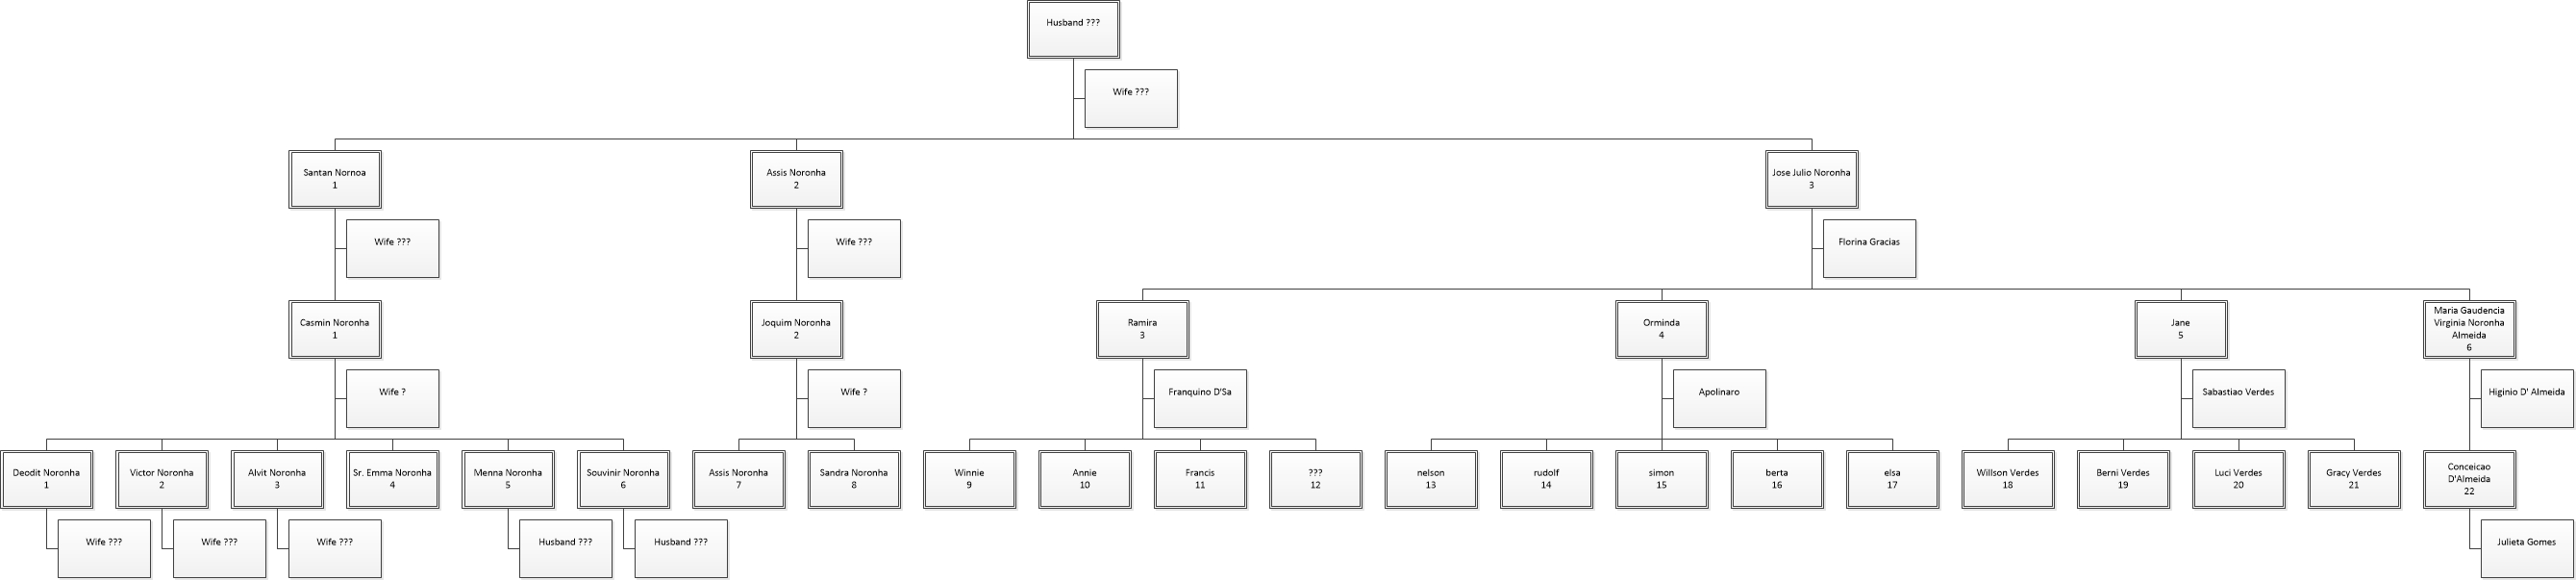 Husband ???
Wife ???
Santan Nornoa
1
Assis Noronha
2
Jose Julio Noronha
3
Wife ???
Wife ???
Florina Gracias
Casmin Noronha
1
Joquim Noronha
2
Ramira
3
Orminda
4
Jane
5
Maria Gaudencia
Virginia Noronha
Almeida
6
Wife ?
Wife ?
Franquino D'Sa
Apolinaro
Sabastiao Verdes
Higinio D' Almeida
Deodit Noronha
1
Victor Noronha
2
Alvit Noronha
3
Sr. Emma Noronha
4
Menna Noronha
5
Souvinir Noronha
6
Assis Noronha
7
Sandra Noronha
8
Winnie
9
Annie
10
Francis
11
???
12
nelson
13
rudolf
14
simon
15
berta
16
elsa
17
Willson Verdes
18
Berni Verdes
19
Luci Verdes
20
Gracy Verdes
21
Conceicao
D'Almeida
22
Wife ???
Wife ???
Wife ???
Husband ???
Husband ???
Julieta Gomes